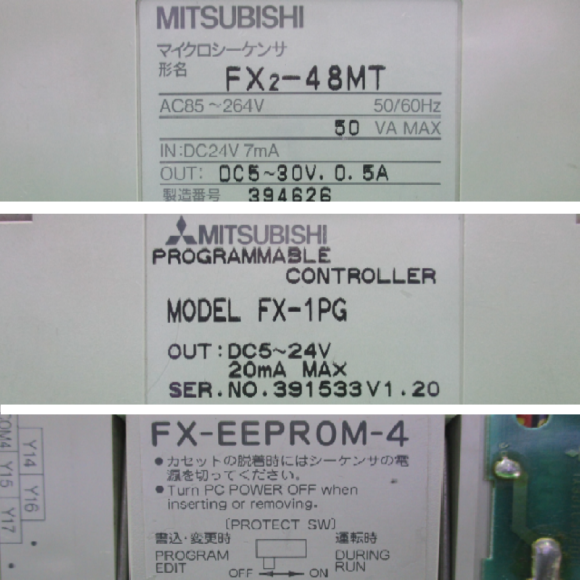 MITSUBISHI
マイクロシーケンサ
形名 FX2-48MT
AC85~264V 50/60Hz
50 VA MAX
IN:DC24V 7mA
OUT: DC5~30V. 0.5A
製造番号 394626
MITSUBISHI
PROGRAMMABLE
CONTROLLER
MODEL FX-1PG
OUT:DC5~24V
20mA MAX
SER.NO.391533V1.20
FX-EEPROM-4
●カセットの脱着時にはシーケンサの電
源を切ってください。
●Turn PC POWER OFF when
inserting or removing.
[PROTECT SW]
書込・変更時 運転時
PROGRAM DURING
EDIT OFF ←→ ON RUN
COM4 Y15 Y17
Y14 Y16